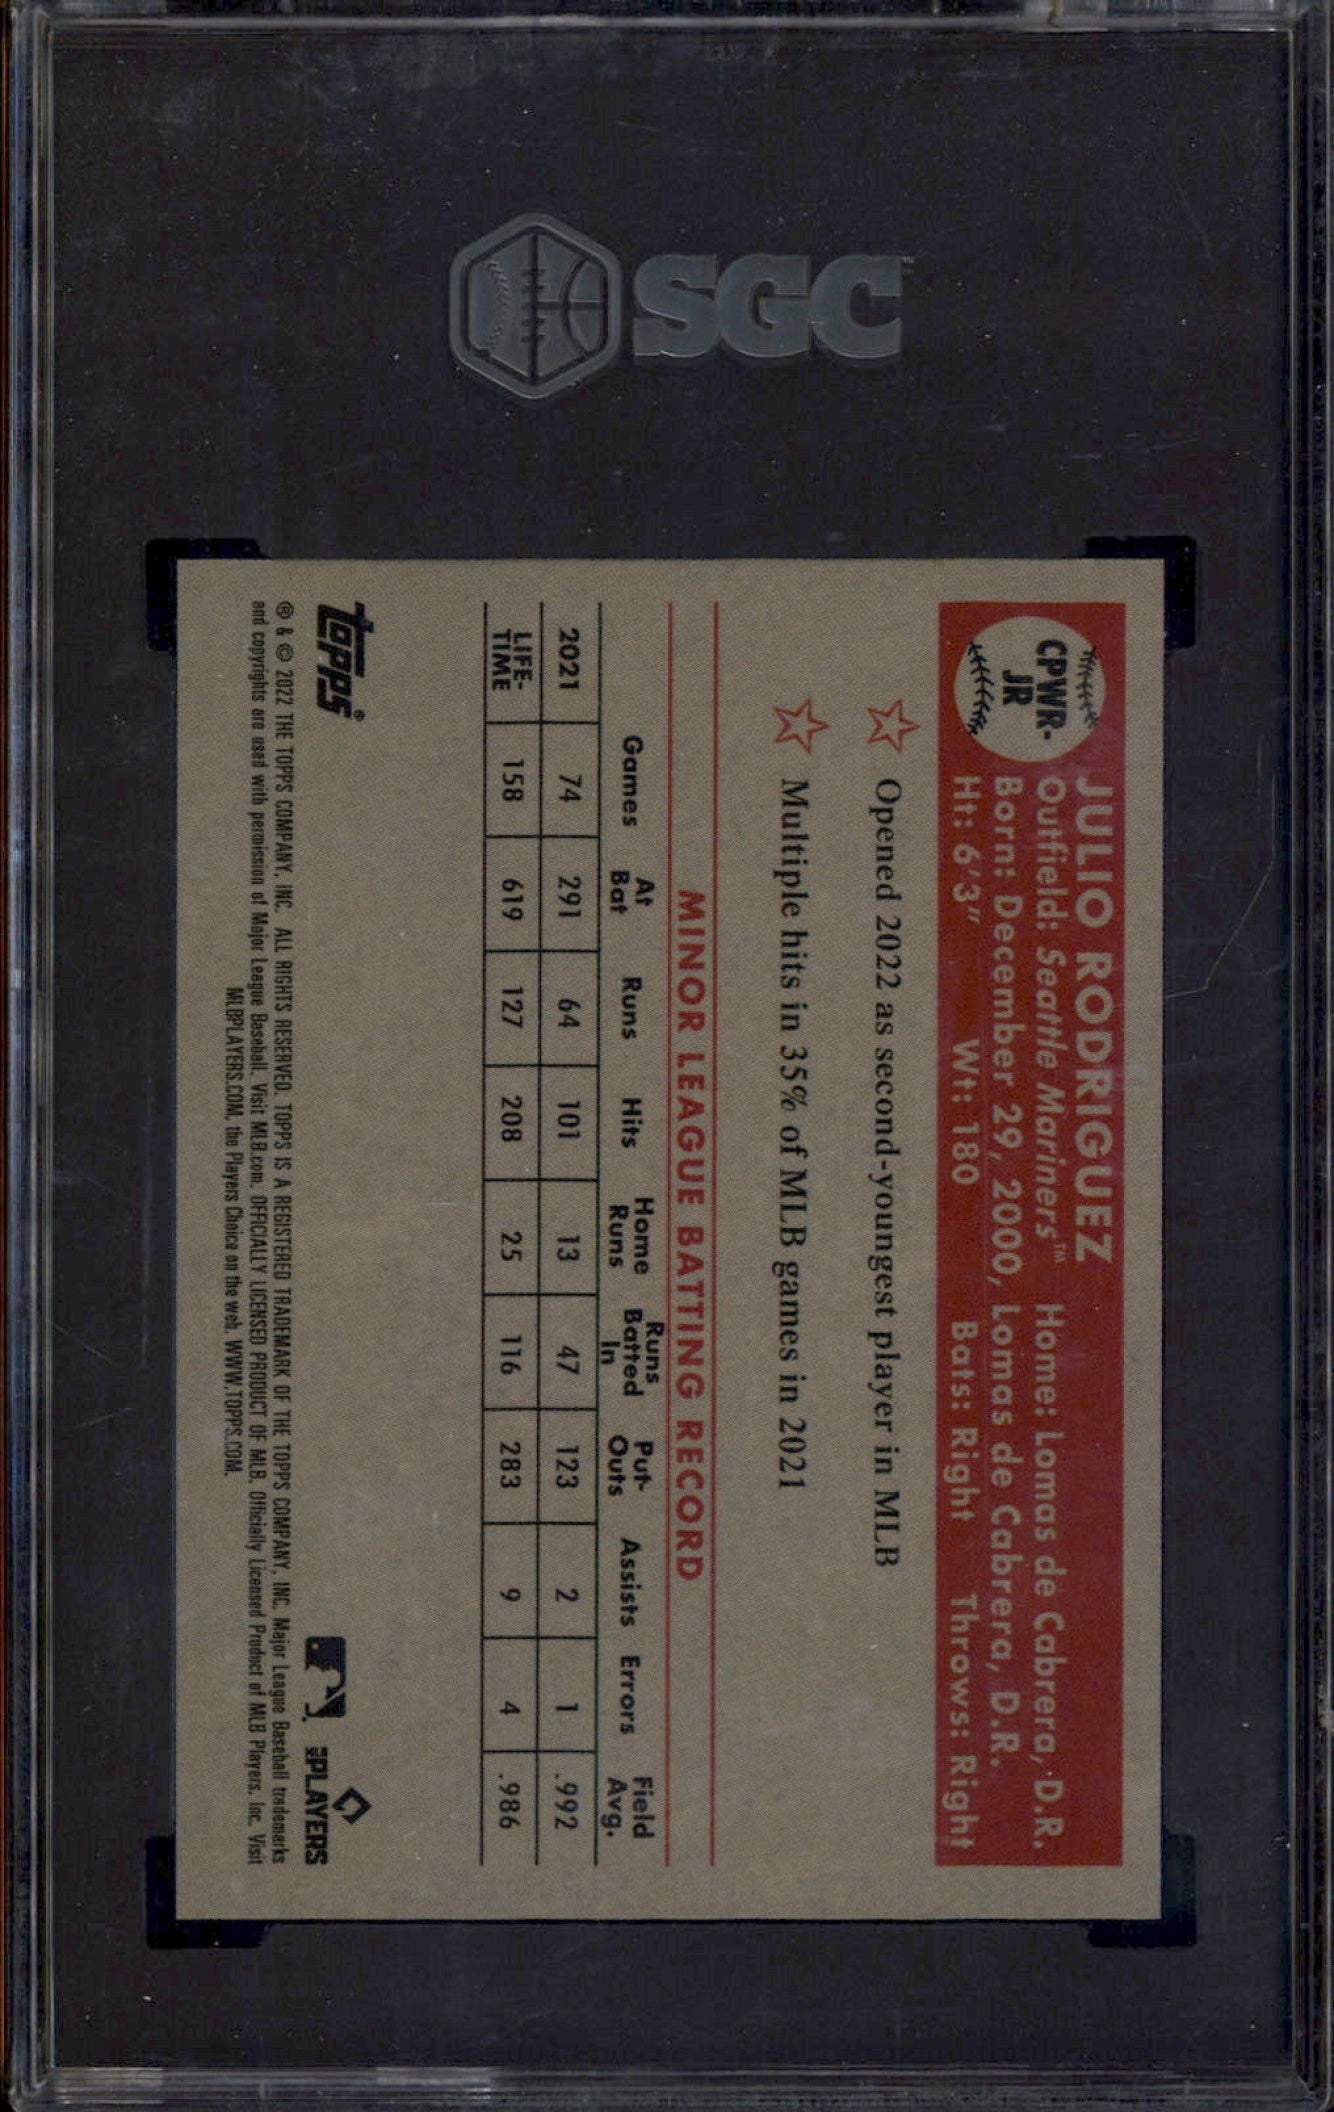 SGC™
CPWR-
JR
JULIO RODRIGUEZ
Outfield: Seattle Mariners™ Home: Lomas de Cabrera, D.R.
Born: December 29, 2000, Lomas de Cabrera, D.R.
Ht: 6'3" Wt: 180 Bats: Right Throws: Right
Opened 2022 as second-youngest player in MLB
Multiple hits in 35% of MLB games in 2021
MINOR LEAGUE BATTING RECORD
Games At Bat Runs Hits Home Runs Runs Batted In Put-Outs Assists Errors Field Avg.
2021 74 291 64 101 13 47 123 2 1 .992
LIFE-TIME 158 619 127 208 25 116 283 9 4 .986
topps®
MLB PLAYERS
® & © 2022 THE TOPPS COMPANY, INC. ALL RIGHTS RESERVED. TOPPS IS A REGISTERED TRADEMARK OF THE TOPPS COMPANY, INC. Major League Baseball trademarks
and copyrights are used with permission of Major League Baseball. Visit MLB.com. OFFICIALLY LICENSED PRODUCT OF MLB. Officially Licensed Product of MLB Players, Inc. Visit
MLBPLAYERS.COM, the Players Choice on the web. WWW.TOPPS.COM.